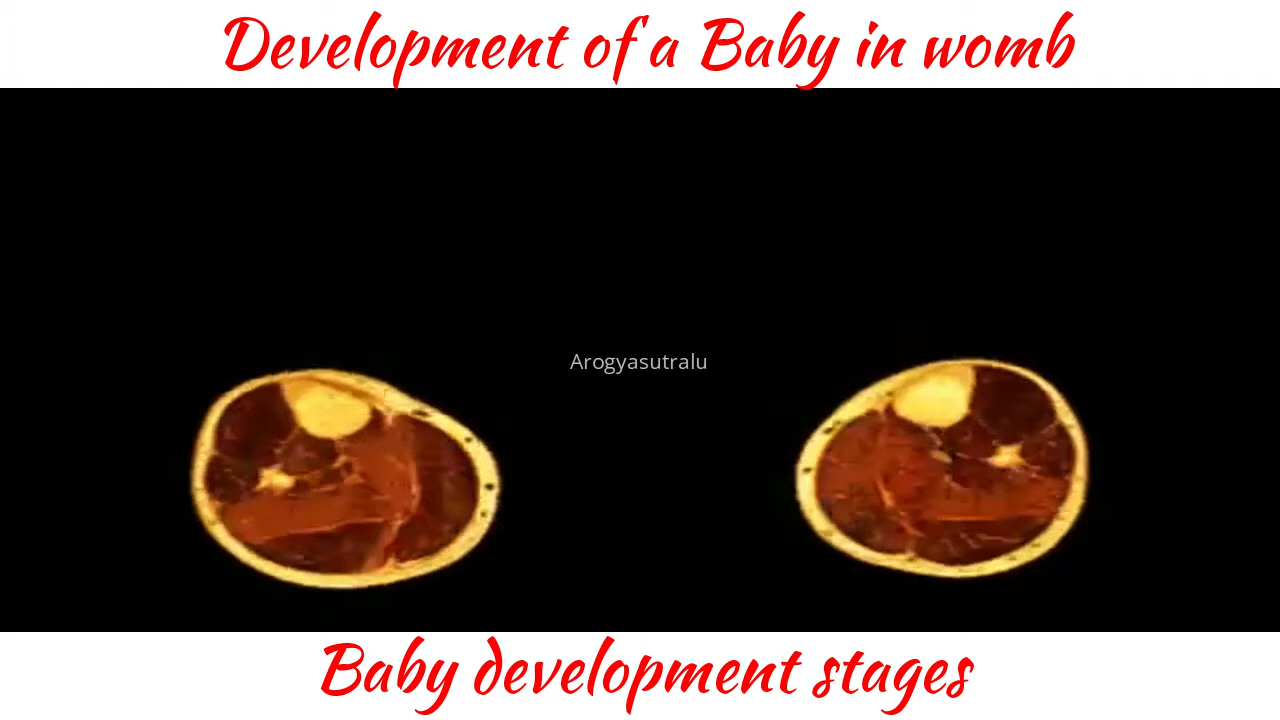 Development of a Baby in womb
Arogyasutralu
Baby development stages